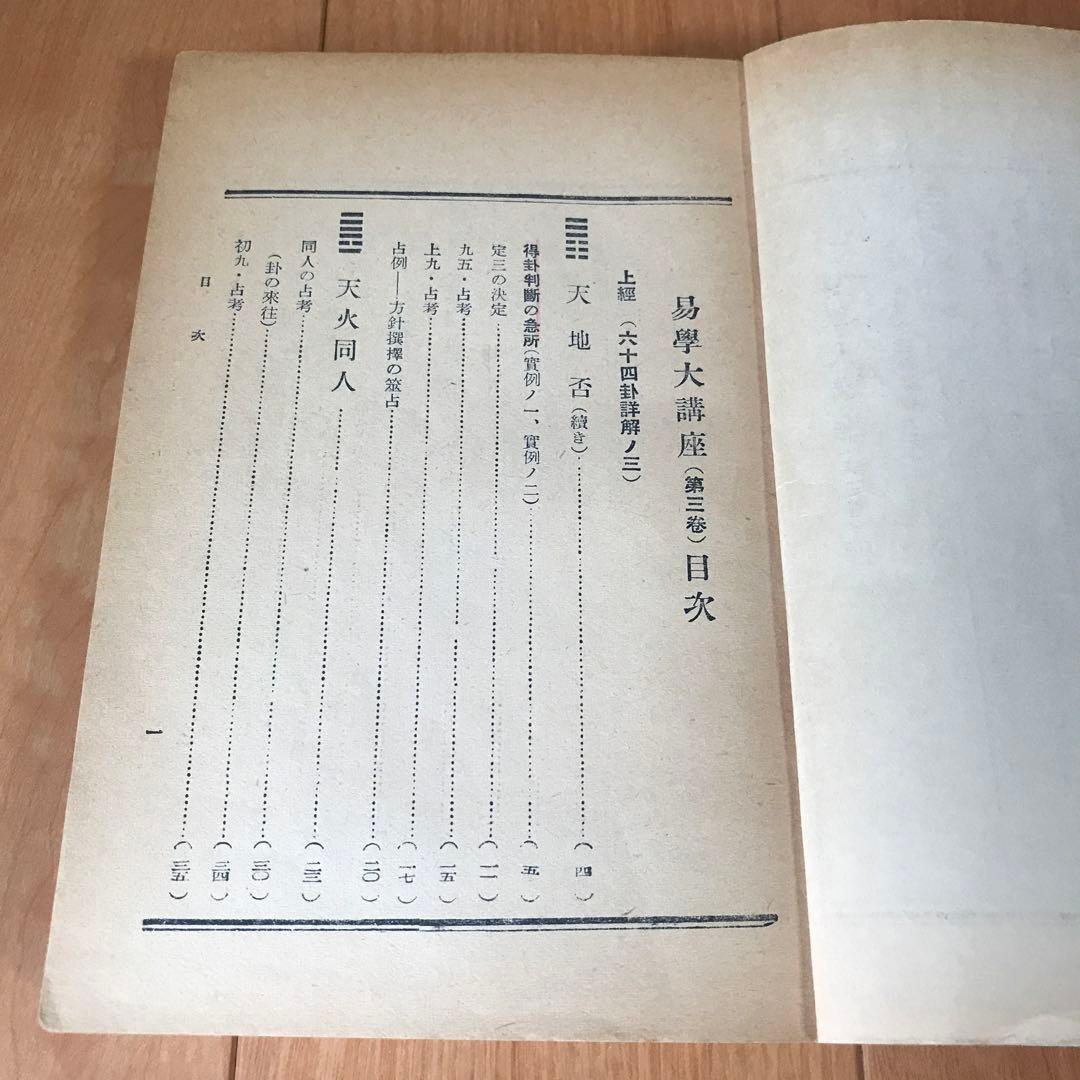 易學大講座（第三卷）目次
上經（六十四卦詳解ノ三）
天地否（續き）……（四）
得卦判斷の急所（實例ノ一、實例ノ二）……（五）
定三の決定……（一一）
九五・占考……（一五）
上九・占考……（一七）
占例――方針撰擇の筮占……（二〇）
天火同人……（二三）
同人の占考……（三〇）
（卦の來往）……（三四）
初九・占考……（三五）
目次
一